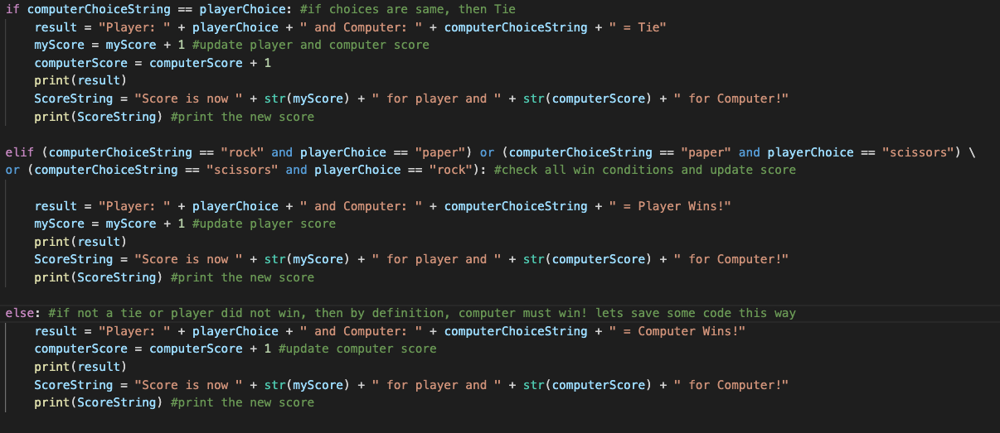 if computerChoiceString == playerChoice: #if choices are same, then Tie
    result = "Player: " + playerChoice + " and Computer: " + computerChoiceString + " = Tie"
    myScore = myScore + 1 #update player and computer score
    computerScore = computerScore + 1
    print(result)
    ScoreString = "Score is now " + str(myScore) + " for player and " + str(computerScore) + " for Computer!"
    print(ScoreString) #print the new score

elif (computerChoiceString == "rock" and playerChoice == "paper") or (computerChoiceString == "paper" and playerChoice == "scissors") \
or (computerChoiceString == "scissors" and playerChoice == "rock"): #check all win conditions and update score

    result = "Player: " + playerChoice + " and Computer: " + computerChoiceString + " = Player Wins!"
    myScore = myScore + 1 #update player score
    print(result)
    ScoreString = "Score is now " + str(myScore) + " for player and " + str(computerScore) + " for Computer!"
    print(ScoreString) #print the new score

else: #if not a tie or player did not win, then by definition, computer must win! lets save some code this way
    result = "Player: " + playerChoice + " and Computer: " + computerChoiceString + " = Computer Wins!"
    computerScore = computerScore + 1 #update computer score
    print(result)
    ScoreString = "Score is now " + str(myScore) + " for player and " + str(computerScore) + " for Computer!"
    print(ScoreString) #print the new score